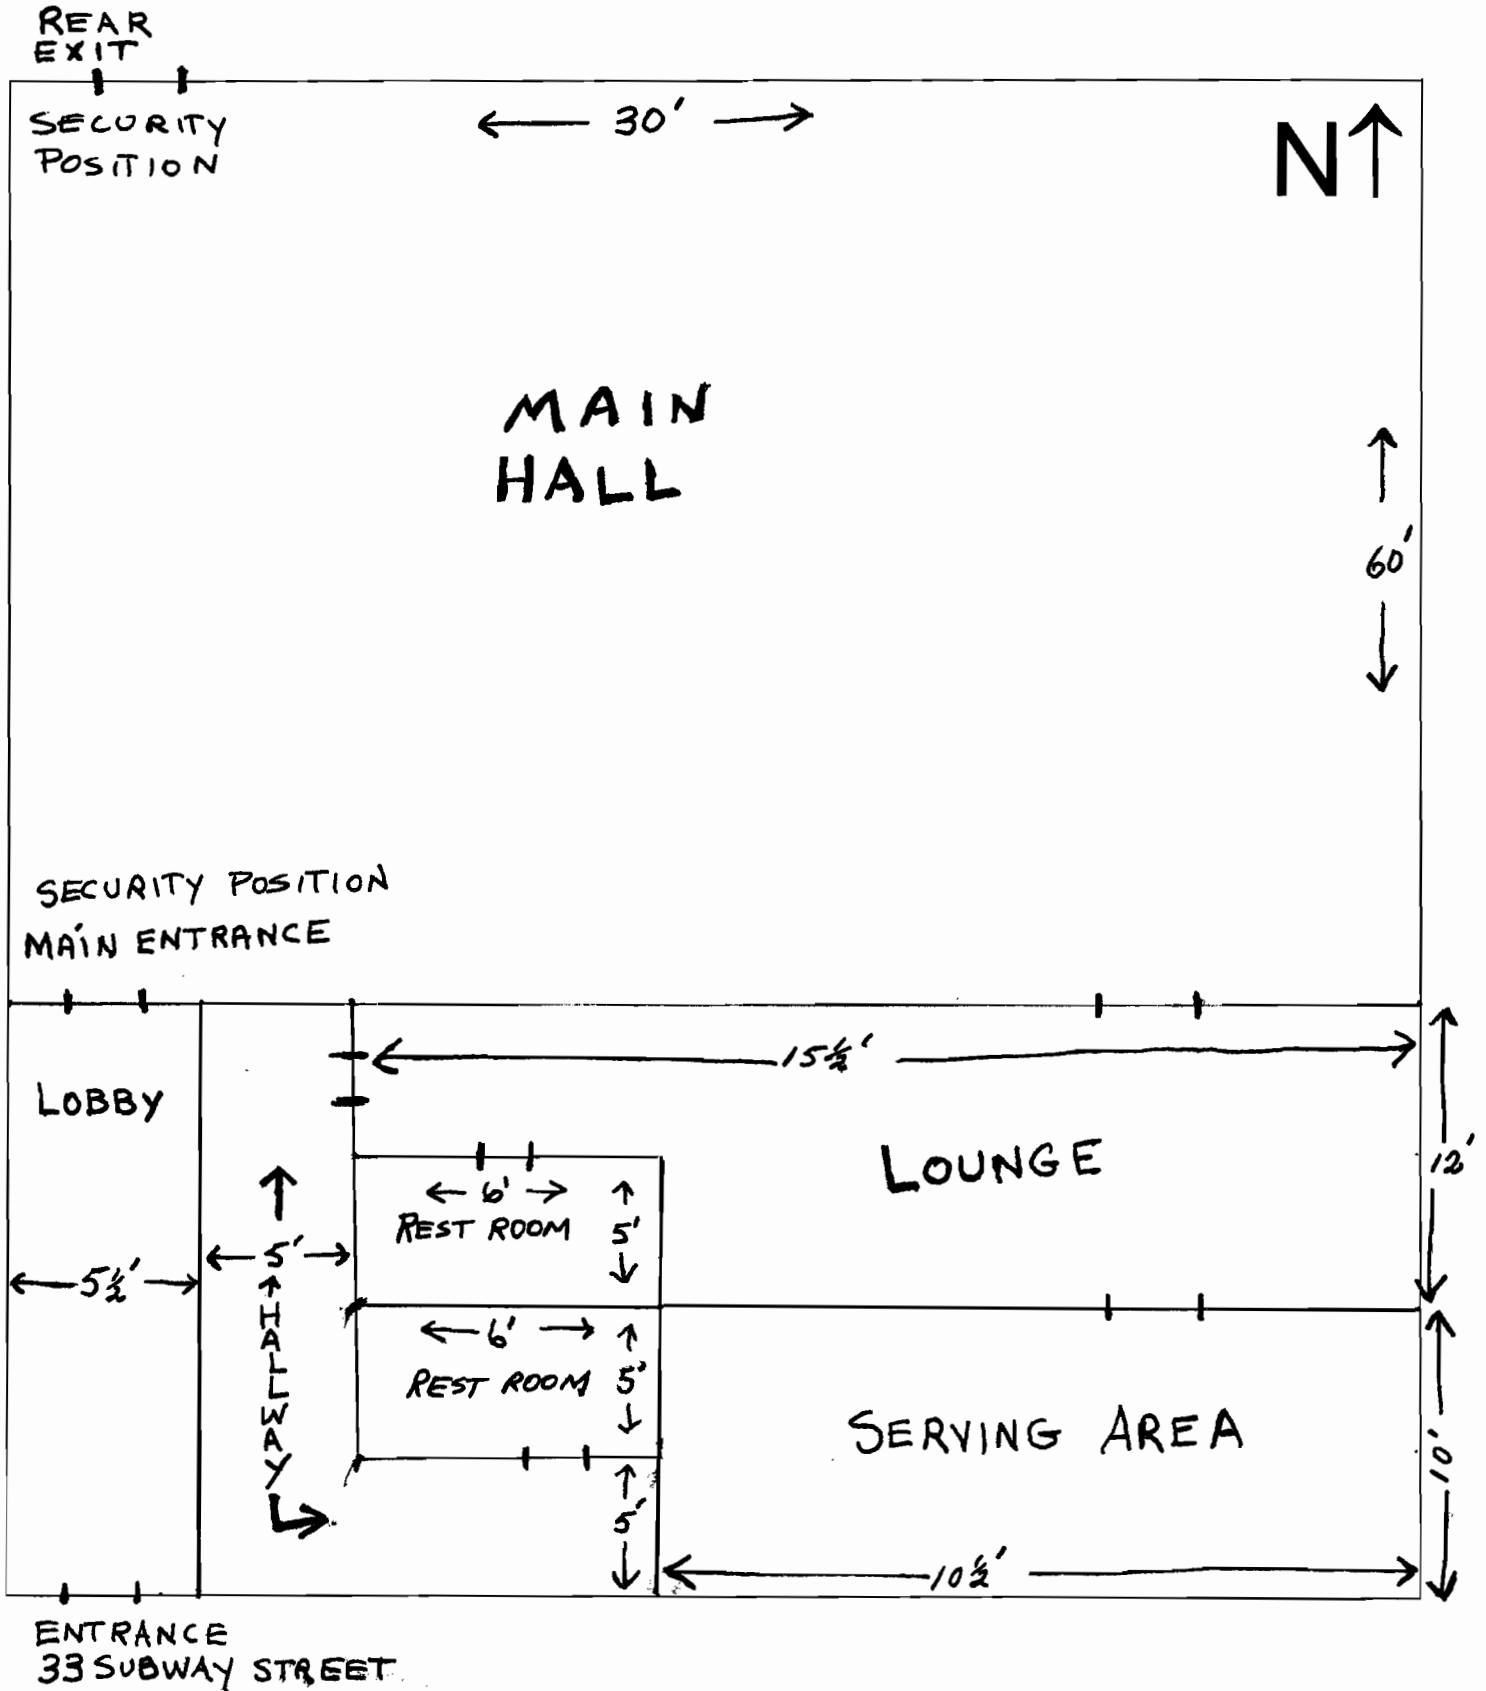 REAR
EXIT
SECURITY
POSITION
30'
N
MAIN
HALL
60'
SECURITY POSITION
MAIN ENTRANCE
15½'
LOBBY
LOUNGE
12'
6'
REST ROOM
5'
5'
5½'
HALLWAY
6'
REST ROOM
5'
SERVING AREA
10'
5'
10½'
ENTRANCE
33 SUBWAY STREET